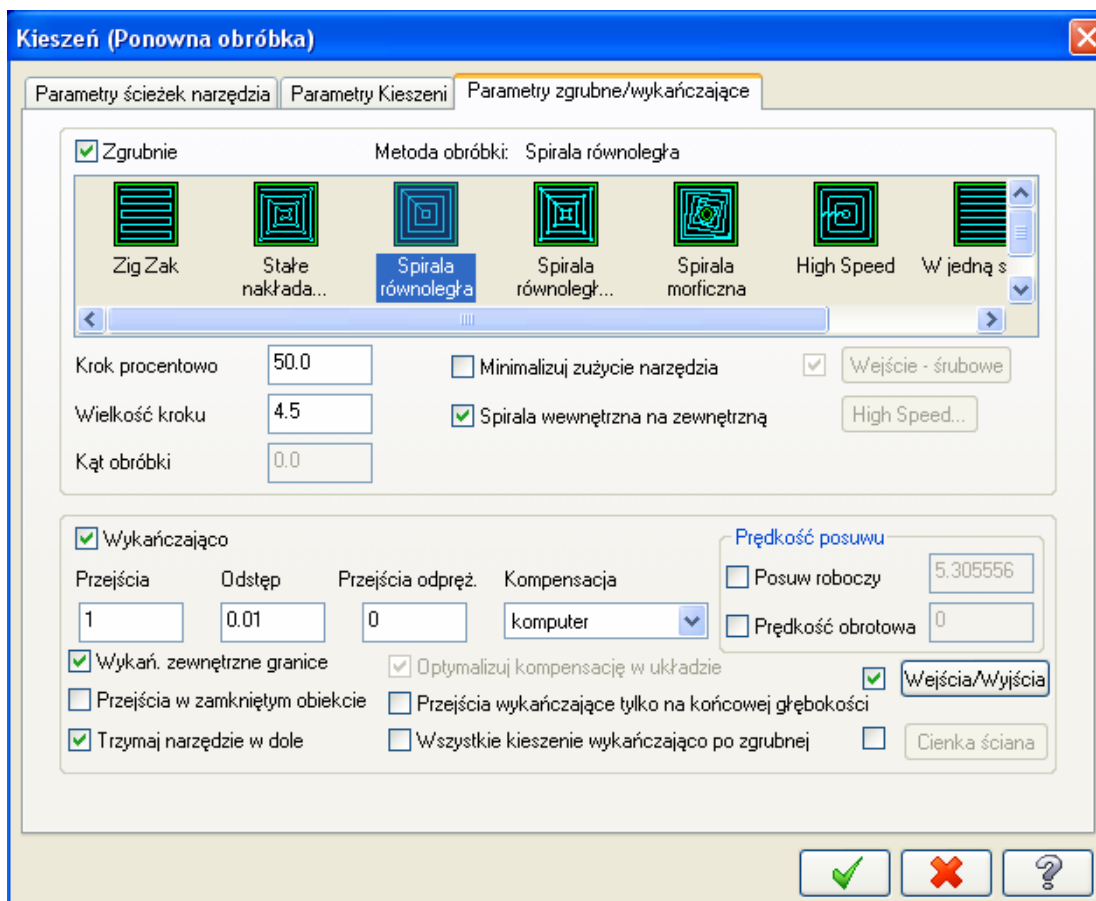 Kieszeń (Ponowna obróbka)
Parametry ścieżek narzędzia Parametry Kieszeni Parametry zgrubne/wykańczające
Zgrubnie Metoda obróbki: Spirala równoległa
Zig Zak
Stałe nakłada...
Spirala równoległa
Spirala równoległ...
Spirala morficzna
High Speed
W jedną s
Krok procentowo 50.0 Minimalizuj zużycie narzędzia Wejście - śrubowe
Wielkość kroku 4.5 Spirala wewnętrzna na zewnętrzną High Speed...
Kąt obróbki 0.0
Wykańczająco
Prędkość posuwu
Przejścia Odstęp Przejścia odpręż. Kompensacja
1 0.01 0 komputer
Posuw roboczy 5.305556
Prędkość obrotowa 0
Wykań. zewnętrzne granice Optymalizuj kompensację w układzie
Przejścia w zamkniętym obiekcie Przejścia wykańczające tylko na końcowej głębokości
Wejścia/Wyjścia
Trzymaj narzędzie w dole Wszystkie kieszenie wykańczająco po zgrubnej Cienka ściana